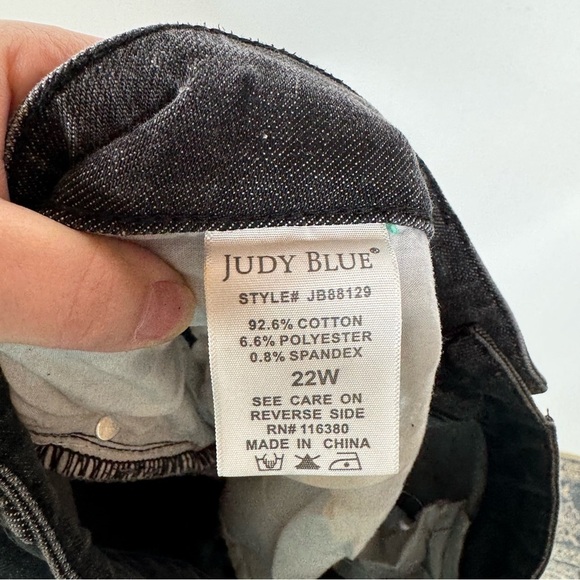 JUDY BLUE®
STYLE# JB88129
92.6% COTTON
6.6% POLYESTER
0.8% SPANDEX
22W
SEE CARE ON
REVERSE SIDE
RN# 116380
MADE IN CHINA